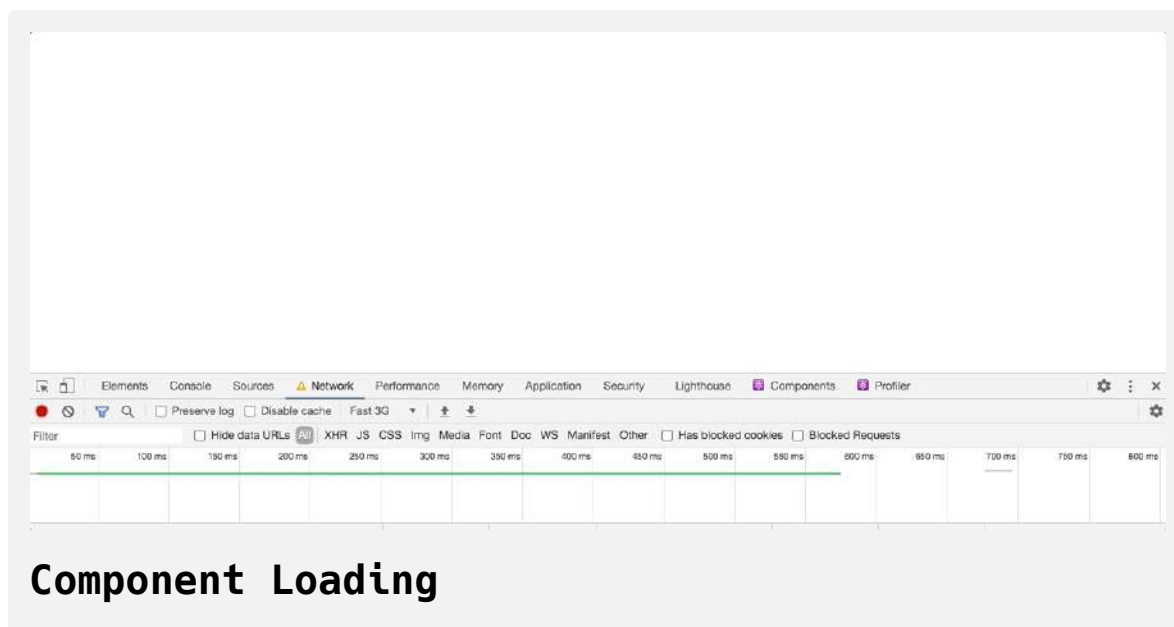 Elements Console Sources Network Performance Memory Application Security Lighthouse Components Profiler
Preserve log Disable cache Fast 3G
Filter Hide data URLs All XHR JS CSS Img Media Font Doc WS Manifest Other Has blocked cookies Blocked Requests
50 ms 100 ms 150 ms 200 ms 250 ms 300 ms 350 ms 400 ms 450 ms 500 ms 550 ms 600 ms 650 ms 700 ms 750 ms 800 ms
Component Loading